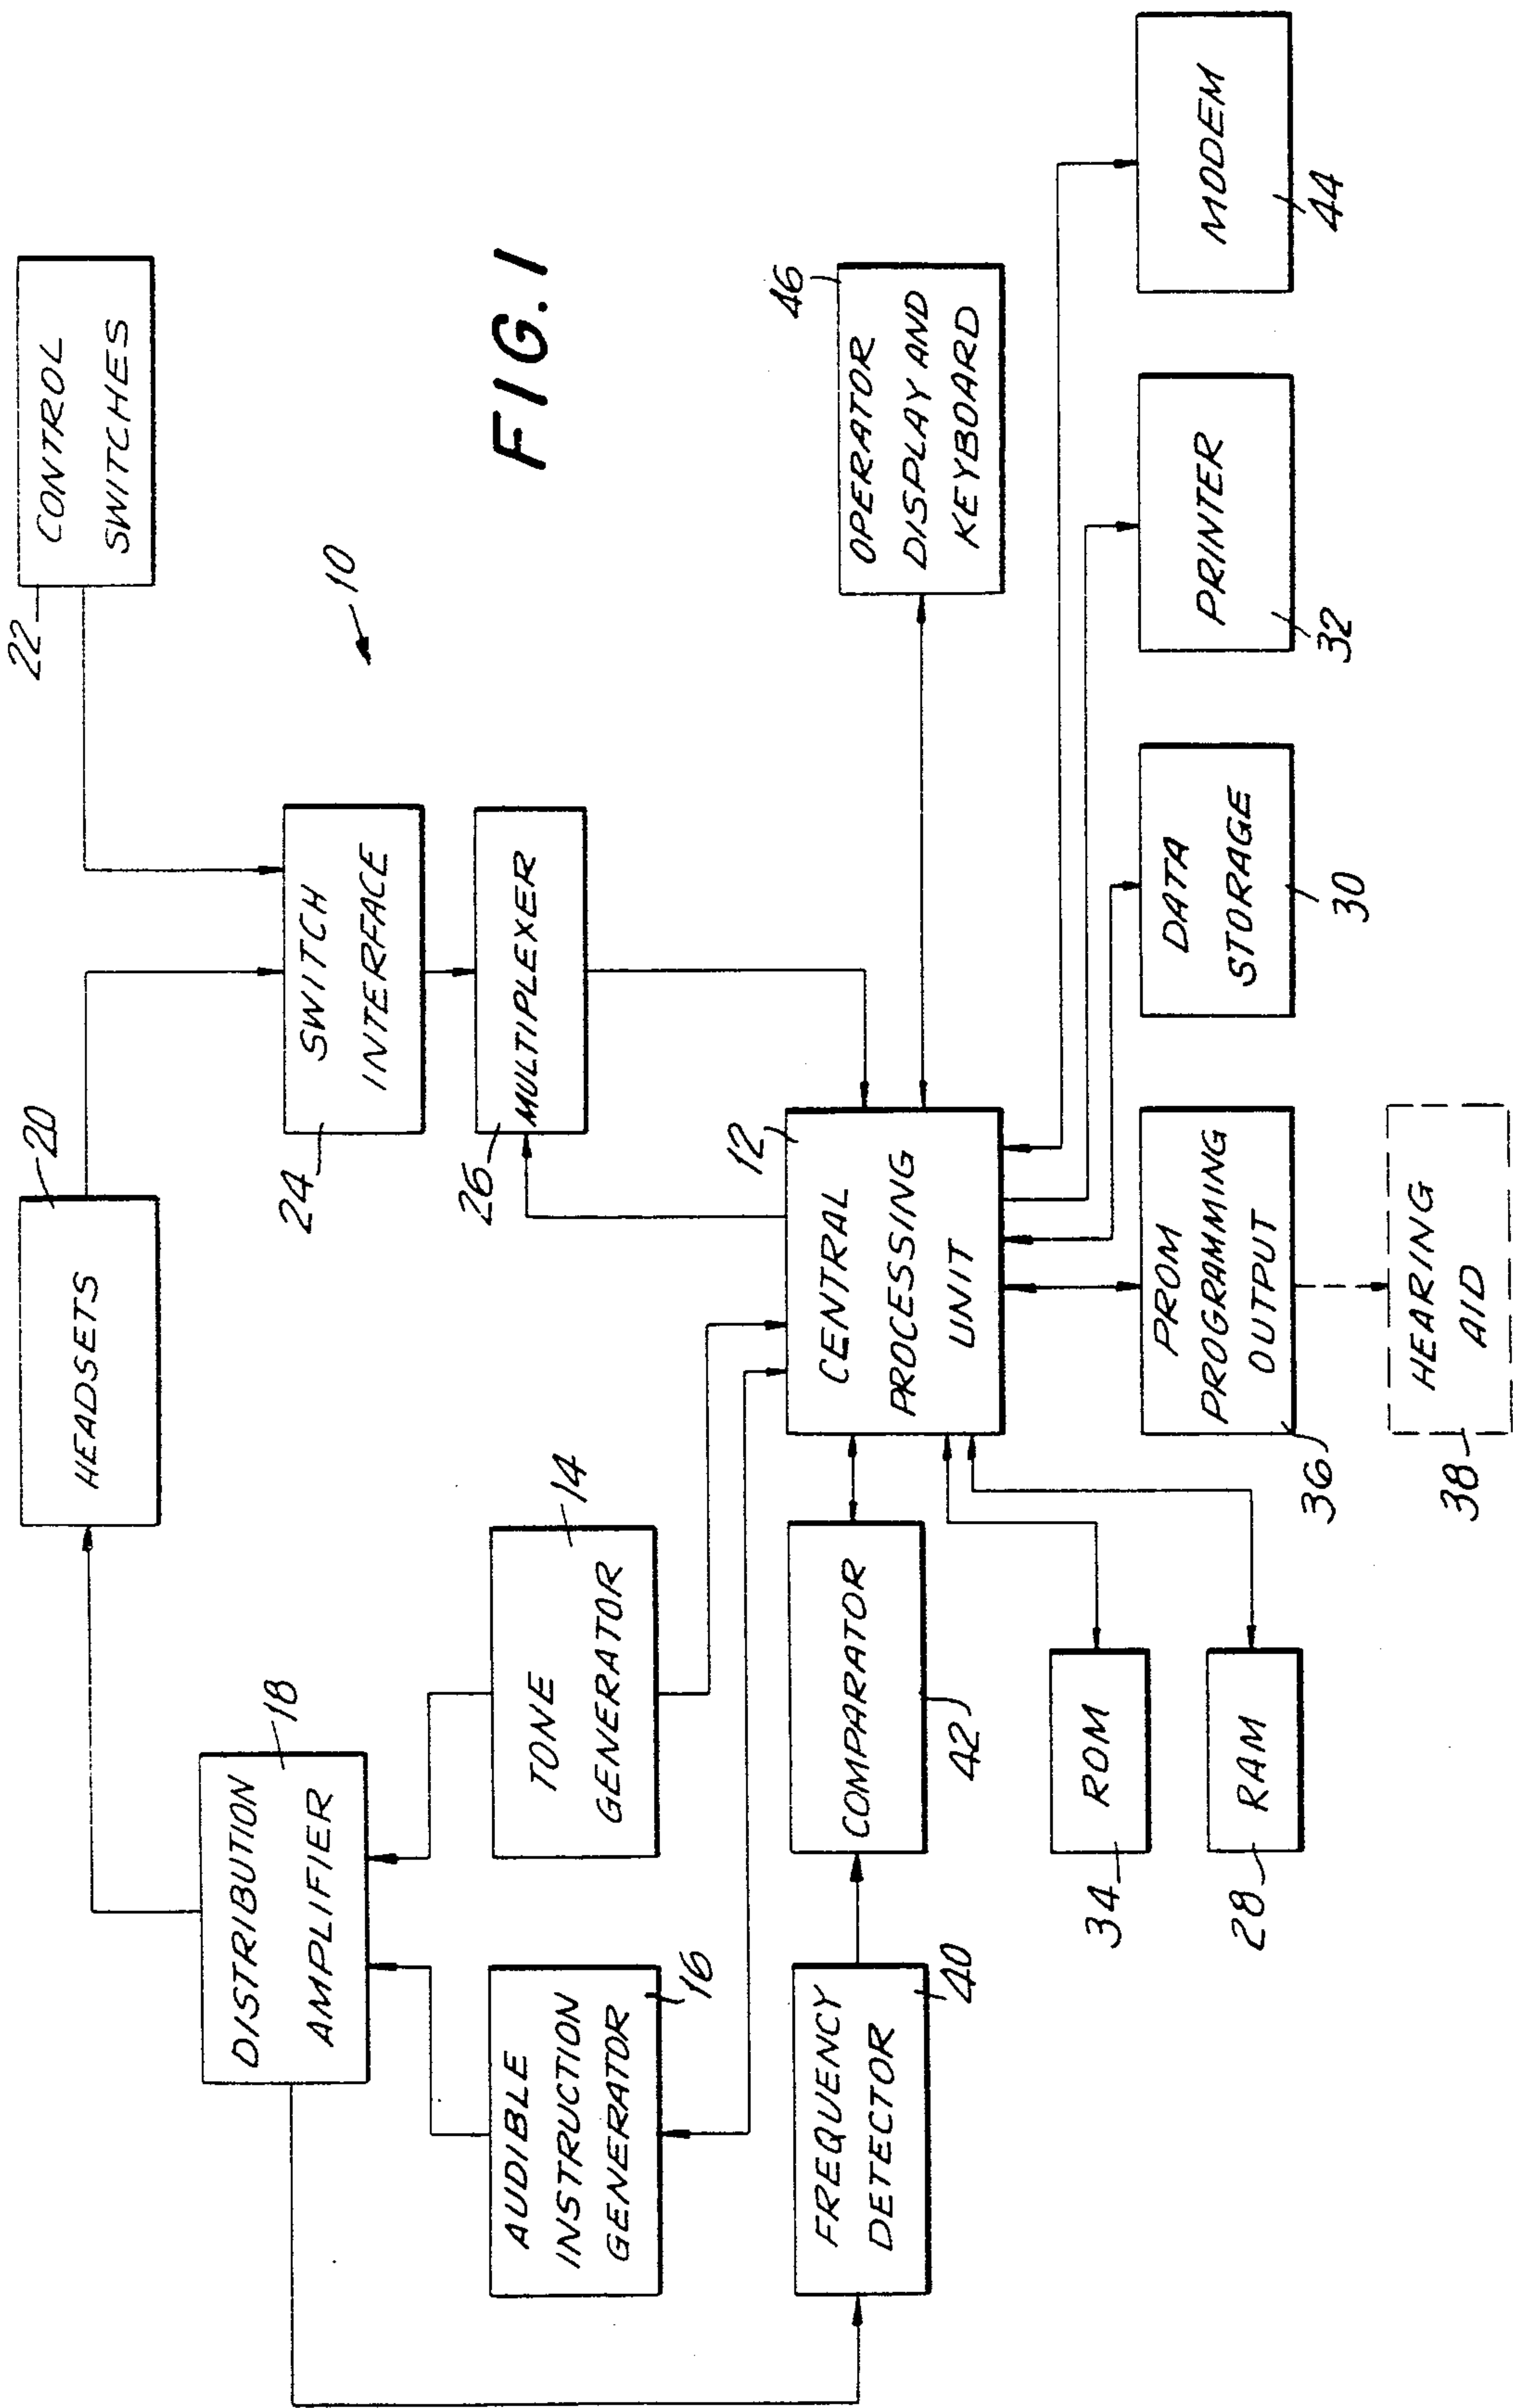 FIG. 1
10
HEADSETS
20
CONTROL
SWITCHES
22
DISTRIBUTION
AMPLIFIER
18
SWITCH
INTERFACE
24
AUDIBLE
INSTRUCTION
GENERATOR
16
TONE
GENERATOR
14
MULTIPLEXER
26
FREQUENCY
DETECTOR
40
COMPARATOR
42
CENTRAL
PROCESSING
UNIT
12
OPERATOR
DISPLAY AND
KEYBOARD
46
ROM
34
RAM
28
PROM
PROGRAMMING
OUTPUT
36
DATA
STORAGE
30
PRINTER
32
MODEM
44
HEARING
AID
38